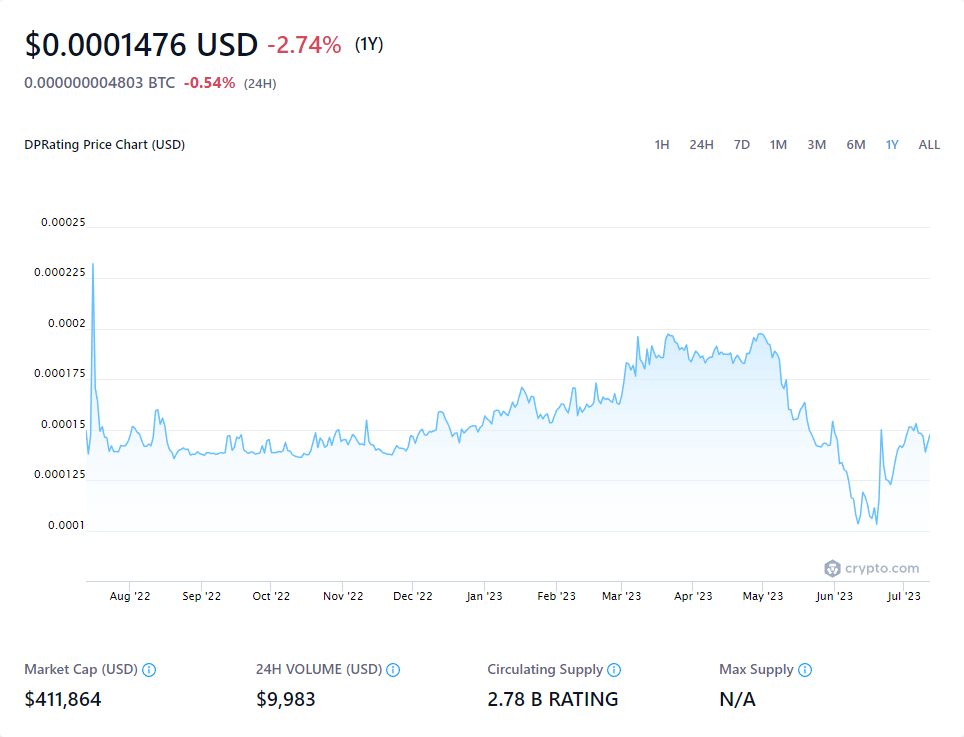 $0.0001476 USD -2.74% (1Y)
0.000000004803 BTC -0.54% (24H)
DPRating Price Chart (USD) 1H 24H 7D 1M 3M 6M 1Y ALL
0.00025
0.000225
0.0002
0.000175
0.00015
0.000125
0.0001
crypto.com
Aug '22 Sep '22 Oct '22 Nov '22 Dec '22 Jan '23 Feb '23 Mar '23 Apr '23 May '23 Jun '23 Jul '23
Market Cap (USD) 24H VOLUME (USD) Circulating Supply Max Supply
$411,864 $9,983 2.78 B RATING N/A